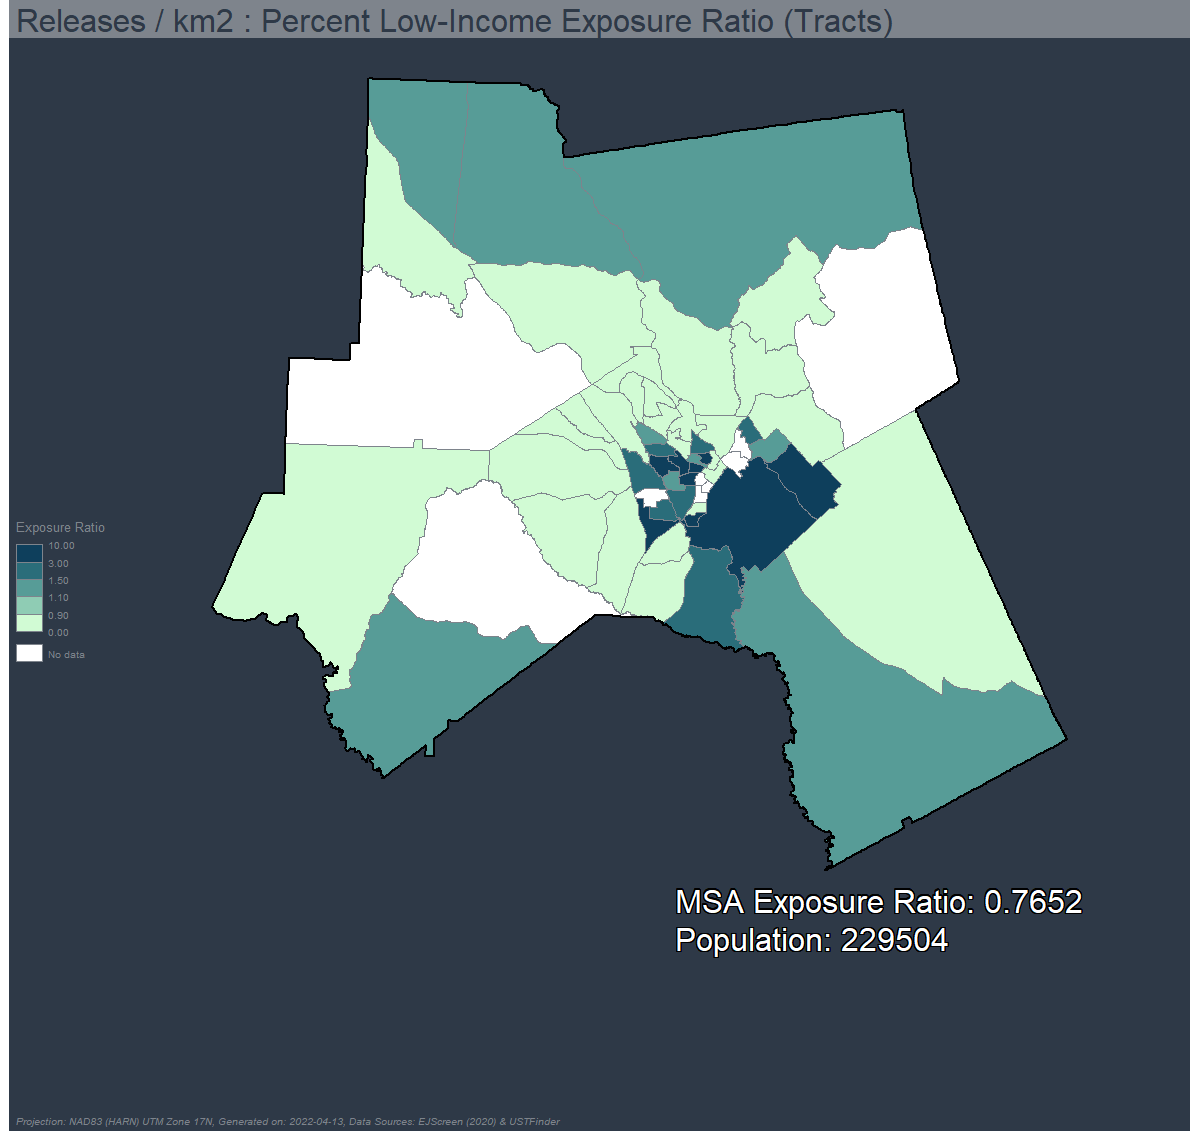 Releases / km2 : Percent Low-Income Exposure Ratio (Tracts)
Exposure Ratio
10.00
3.00
1.50
1.10
0.90
0.00
No data
MSA Exposure Ratio: 0.7652
Population: 229504
Projection: NAD83 (HARN) UTM Zone 17N, Generated on: 2022-04-13, Data Sources: EJScreen (2020) & USTFinder